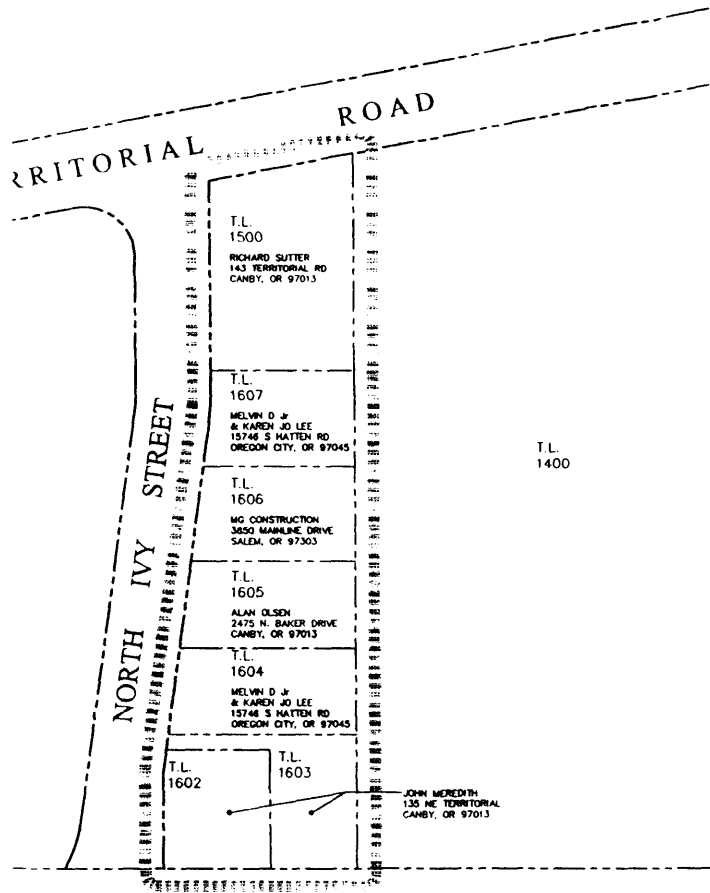 RRITORIAL ROAD
T.L.
1500
RICHARD SUTTER
143 TERRITORIAL RD
CANBY, OR 97013
T.L.
1607
MELVIN D Jr
& KAREN JO LEE
15746 S HATTEN RD
OREGON CITY, OR 97045
NORTH IVY STREET
T.L.
1400
T.L.
1606
MG CONSTRUCTION
3850 MAINLINE DRIVE
SALEM, OR 97303
T.L.
1605
ALAN OLSEN
2475 N. BAKER DRIVE
CANBY, OR 97013
T.L.
1604
MELVIN D Jr
& KAREN JO LEE
15746 S HATTEN RD
OREGON CITY, OR 97045
T.L.
1602
T.L.
1603
JOHN MEREDITH
135 NE TERRITORIAL
CANBY, OR 97013